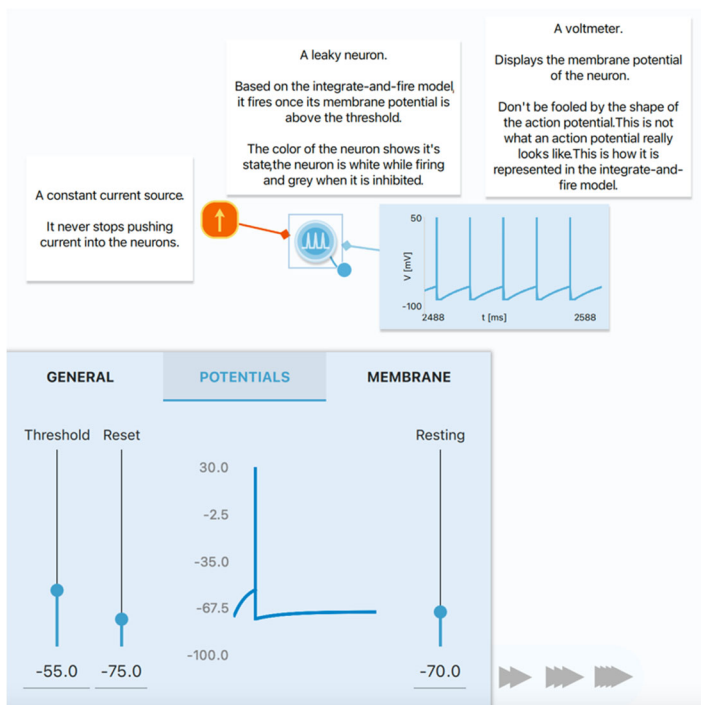 A voltmeter.
Displays the membrane potential
of the neuron.
Don't be fooled by the shape of
the action potential.This is not
what an action potential really
looks like.This is how it is
represented in the integrate-and-
fire model.
A leaky neuron.
Based on the integrate-and-fire model,
it fires once its membrane potential is
above the threshold.
The color of the neuron shows it's
state,the neuron is white while firing
and grey when it is inhibited.
A constant current source.
It never stops pushing
current into the neurons.
50
V [mV]
-100
2488 t [ms] 2588
GENERAL POTENTIALS MEMBRANE
Threshold Reset Resting
30.0
-2.5
-35.0
-67.5
-100.0
-55.0 -75.0 -70.0